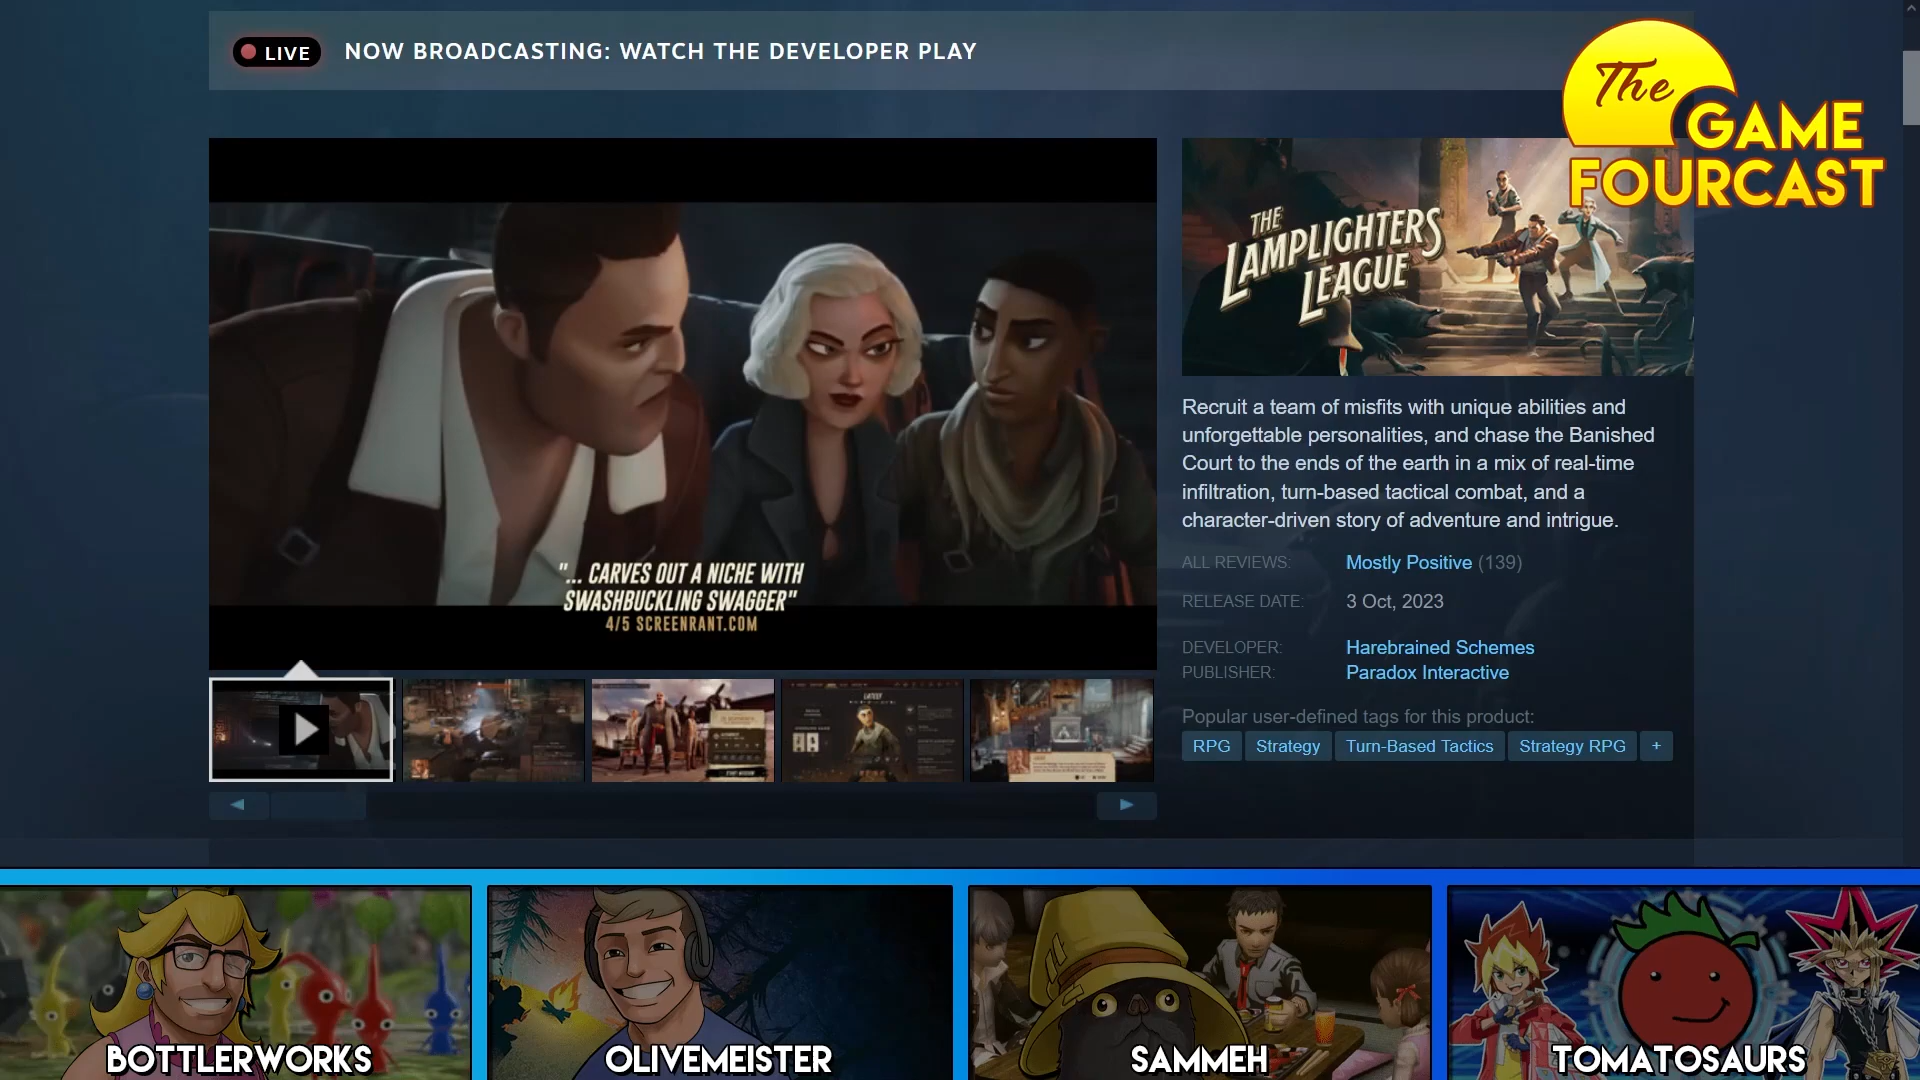 LIVE
NOW BROADCASTING: WATCH THE DEVELOPER PLAY
The
GAME
FOURCAST
THE
LAMPLIGHTERS
LEAGUE
"... CARVES OUT A NICHE WITH
SWASHBUCKLING SWAGGER"
4/5 SCREENRANT.COM
Recruit a team of misfits with unique abilities and
unforgettable personalities, and chase the Banished
Court to the ends of the earth in a mix of real-time
infiltration, turn-based tactical combat, and a
character-driven story of adventure and intrigue.
ALL REVIEWS: Mostly Positive (139)
RELEASE DATE: 3 Oct, 2023
DEVELOPER: Harebrained Schemes
PUBLISHER: Paradox Interactive
Popular user-defined tags for this product:
RPG Strategy Turn-Based Tactics Strategy RPG +
BOTTLERWORKS
OLIVEMEISTER
SAMMEH
TOMATOSAURS